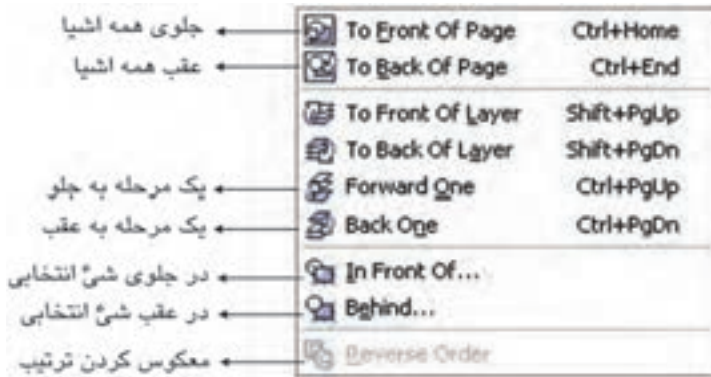 جلوی همه اشیا To Front Of Page Ctrl+Home
عقب همه اشیا To Back Of Page Ctrl+End
To Front Of Layer Shift+PgUp
To Back Of Layer Shift+PgDn
یک مرحله به جلو Forward One Ctrl+PgUp
یک مرحله به عقب Back One Ctrl+PgDn
در جلوی شئ انتخابی In Front Of...
در عقب شئ انتخابی Behind...
معکوس کردن ترتیب Reverse Order